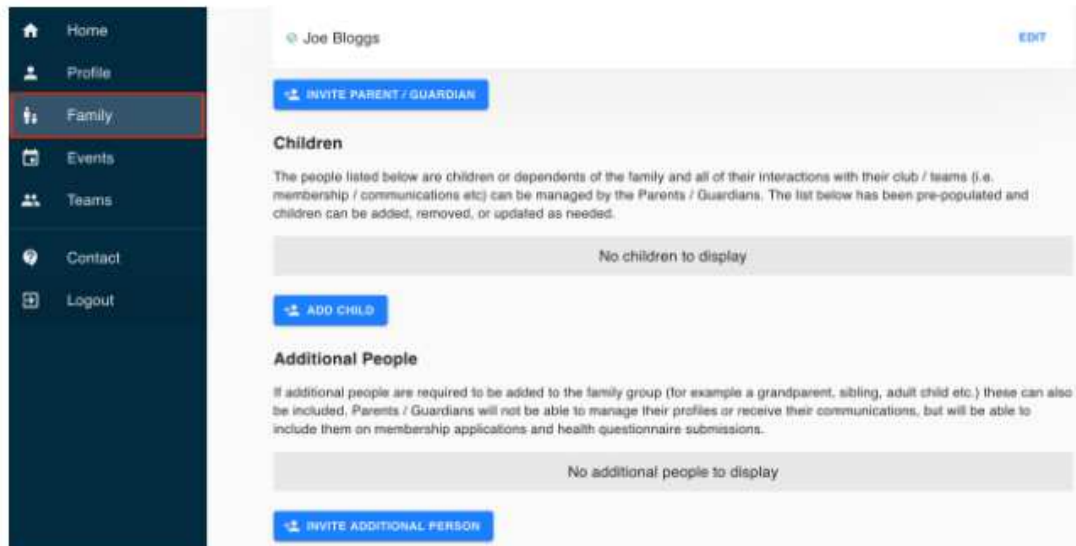 Home
Profile
Family
Events
Teams
Contact
Logout
Joe Bloggs
EDIT
INVITE PARENT / GUARDIAN
Children
The people listed below are children or dependents of the family and all of their interactions with their club / teams (i.e.
membership / communications etc) can be managed by the Parents / Guardians. The list below has been pre-populated and
children can be added, removed, or updated as needed.
No children to display
ADD CHILD
Additional People
If additional people are required to be added to the family group (for example a grandparent, sibling, adult child etc.) these can also
be included. Parents / Guardians will not be able to manage their profiles or receive their communications, but will be able to
include them on membership applications and health questionnaire submissions.
No additional people to display
INVITE ADDITIONAL PERSON